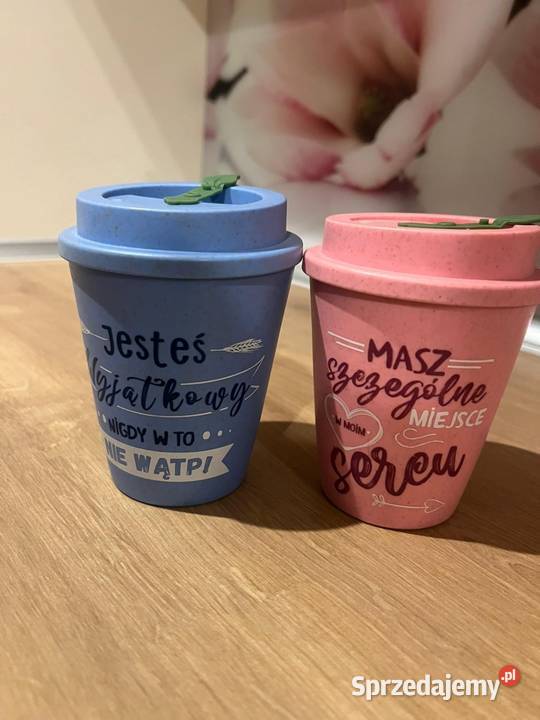 Jesteś
Wyjątkowy
NIGDY W TO
NIE WĄTPI
MASZ
szczególne
MIEJSCE
W MOIM
sercu
Sprzedajemy.pl